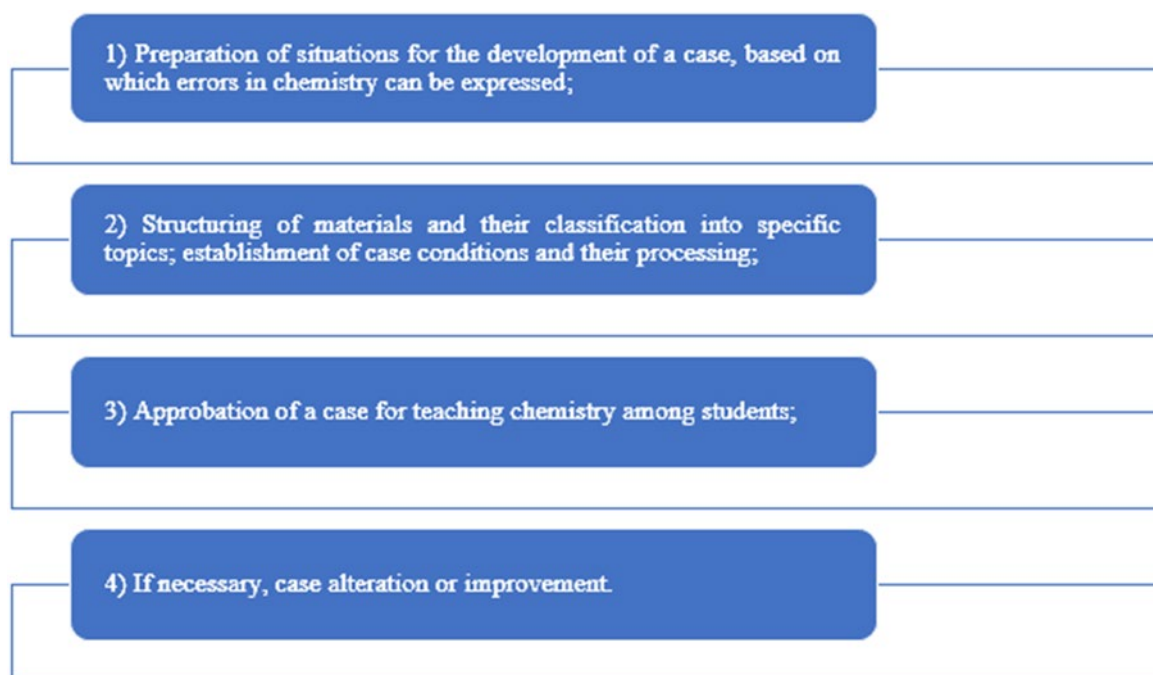 1) Preparation of situations for the development of a case, based on
which errors in chemistry can be expressed;
2) Structuring of materials and their classification into specific
topics; establishment of case conditions and their processing;
3) Approbation of a case for teaching chemistry among students;
4) If necessary, case alteration or improvement.